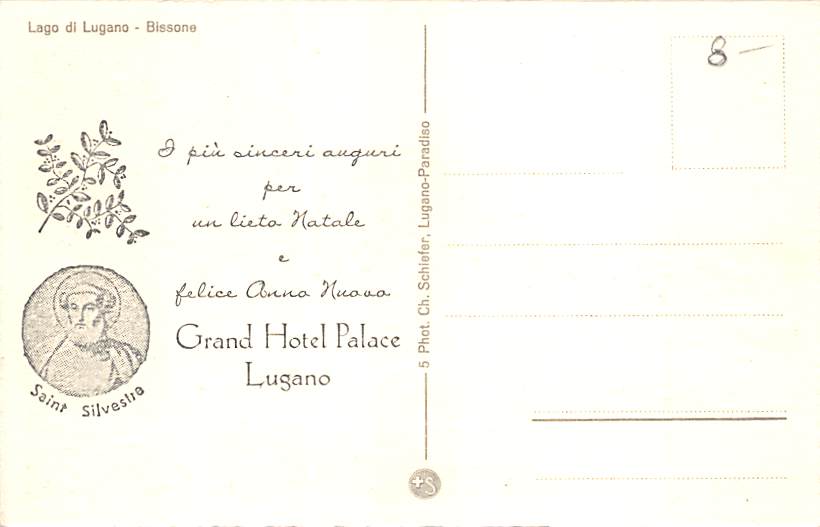 Lago di Lugano - Bissone
8 –
I più sinceri auguri
per
un lieto Natale
e
felice Anno Nuovo
Grand Hotel Palace
Lugano
Saint Silvestre
5 Phot. Ch. Schiefer, Lugano-Paradiso
+S